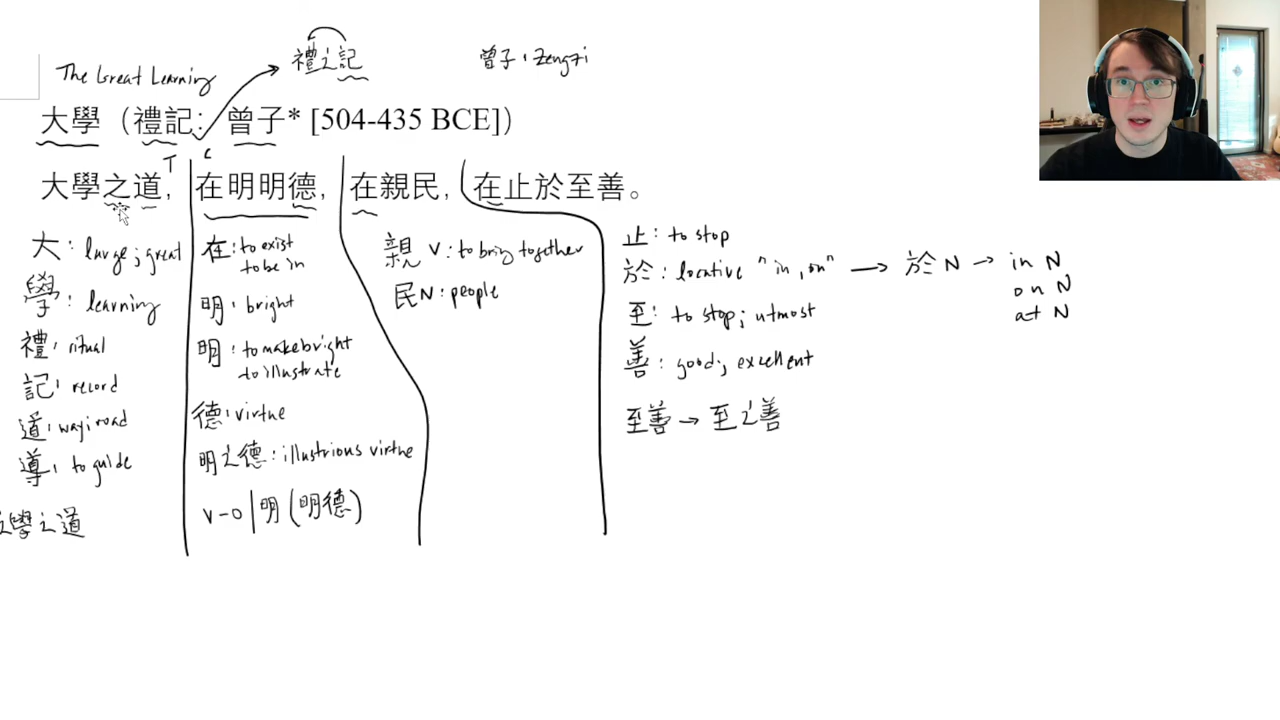 禮之記
曾子: Zengzi
The Great Learning
大學（禮記: 曾子* [504-435 BCE]）
T
C
大學之道, 在明明德, 在親民, 在止於至善。
大: large; great
學: learning
禮: ritual
記: record
道: way; road
導: to guide
學之道
在: to exist
to be in
明: bright
明: to make bright
to illustrate
德: virtue
明之德: illustrious virtue
V-O | 明 (明德)
親 V: to bring together
民 N: people
止: to stop
於: locative "in, on" → 於 N → in N
on N
at N
至: to stop; utmost
善: good; excellent
至善 → 至之善